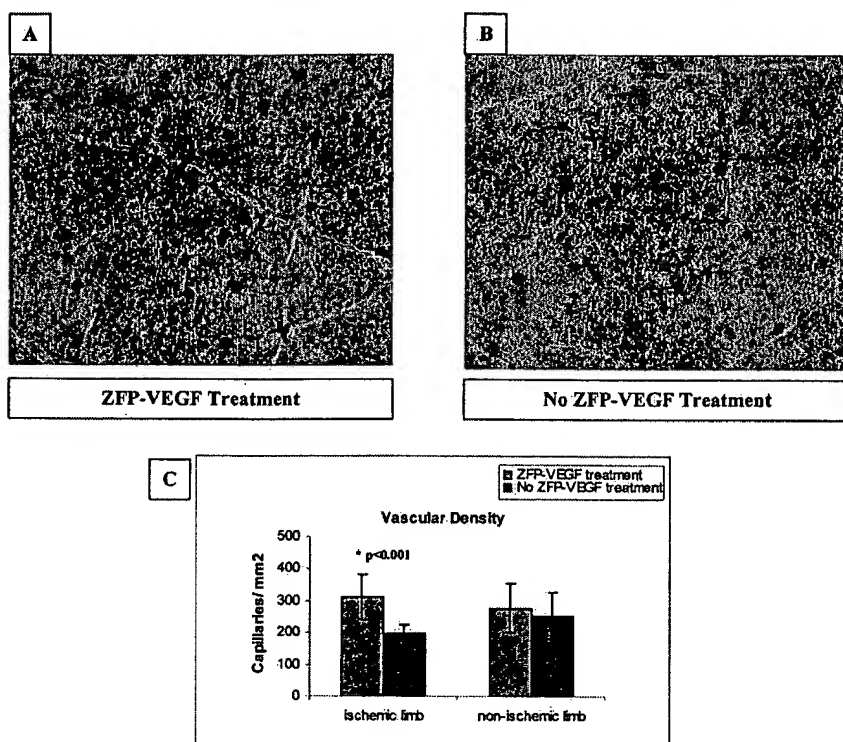 A
B
ZFP-VEGF Treatment
No ZFP-VEGF Treatment
C
ZFP-VEGF treatment
No ZFP-VEGF treatment
Vascular Density
500
400
300
200
100
0
Capillaries/ mm2
* p<0.001
ischemic limb
non-ischemic limb